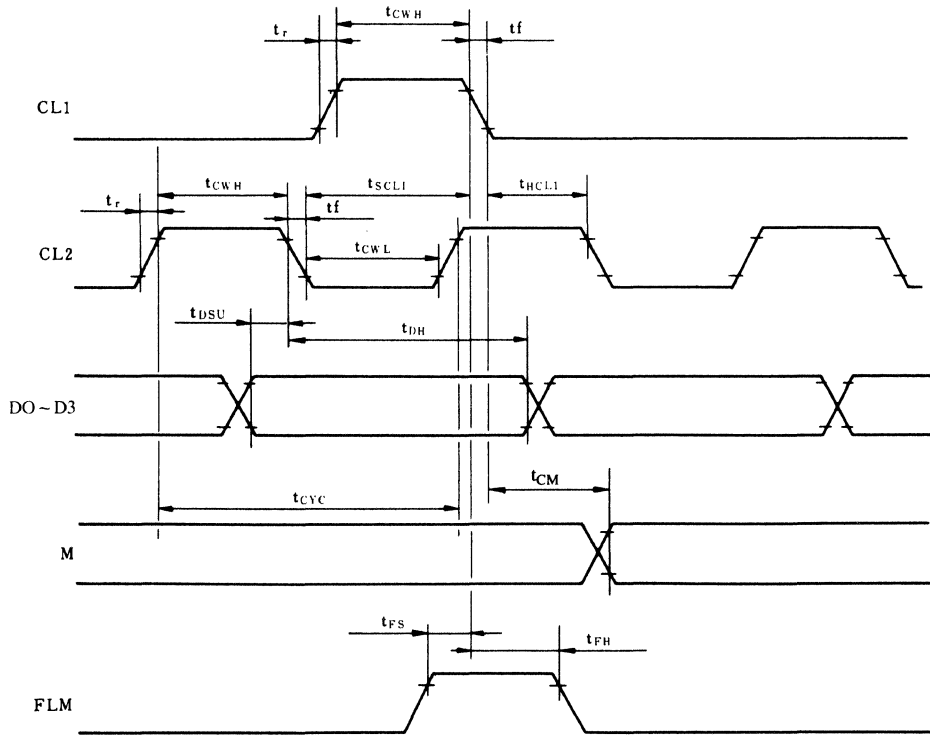 tCWH
tr
tf
CL1
tCWH
tSCL1
tHCL1
tr
tf
CL2
tCWL
tDSU
tDH
DO~D3
tCM
tCYC
M
tFS
tFH
FLM